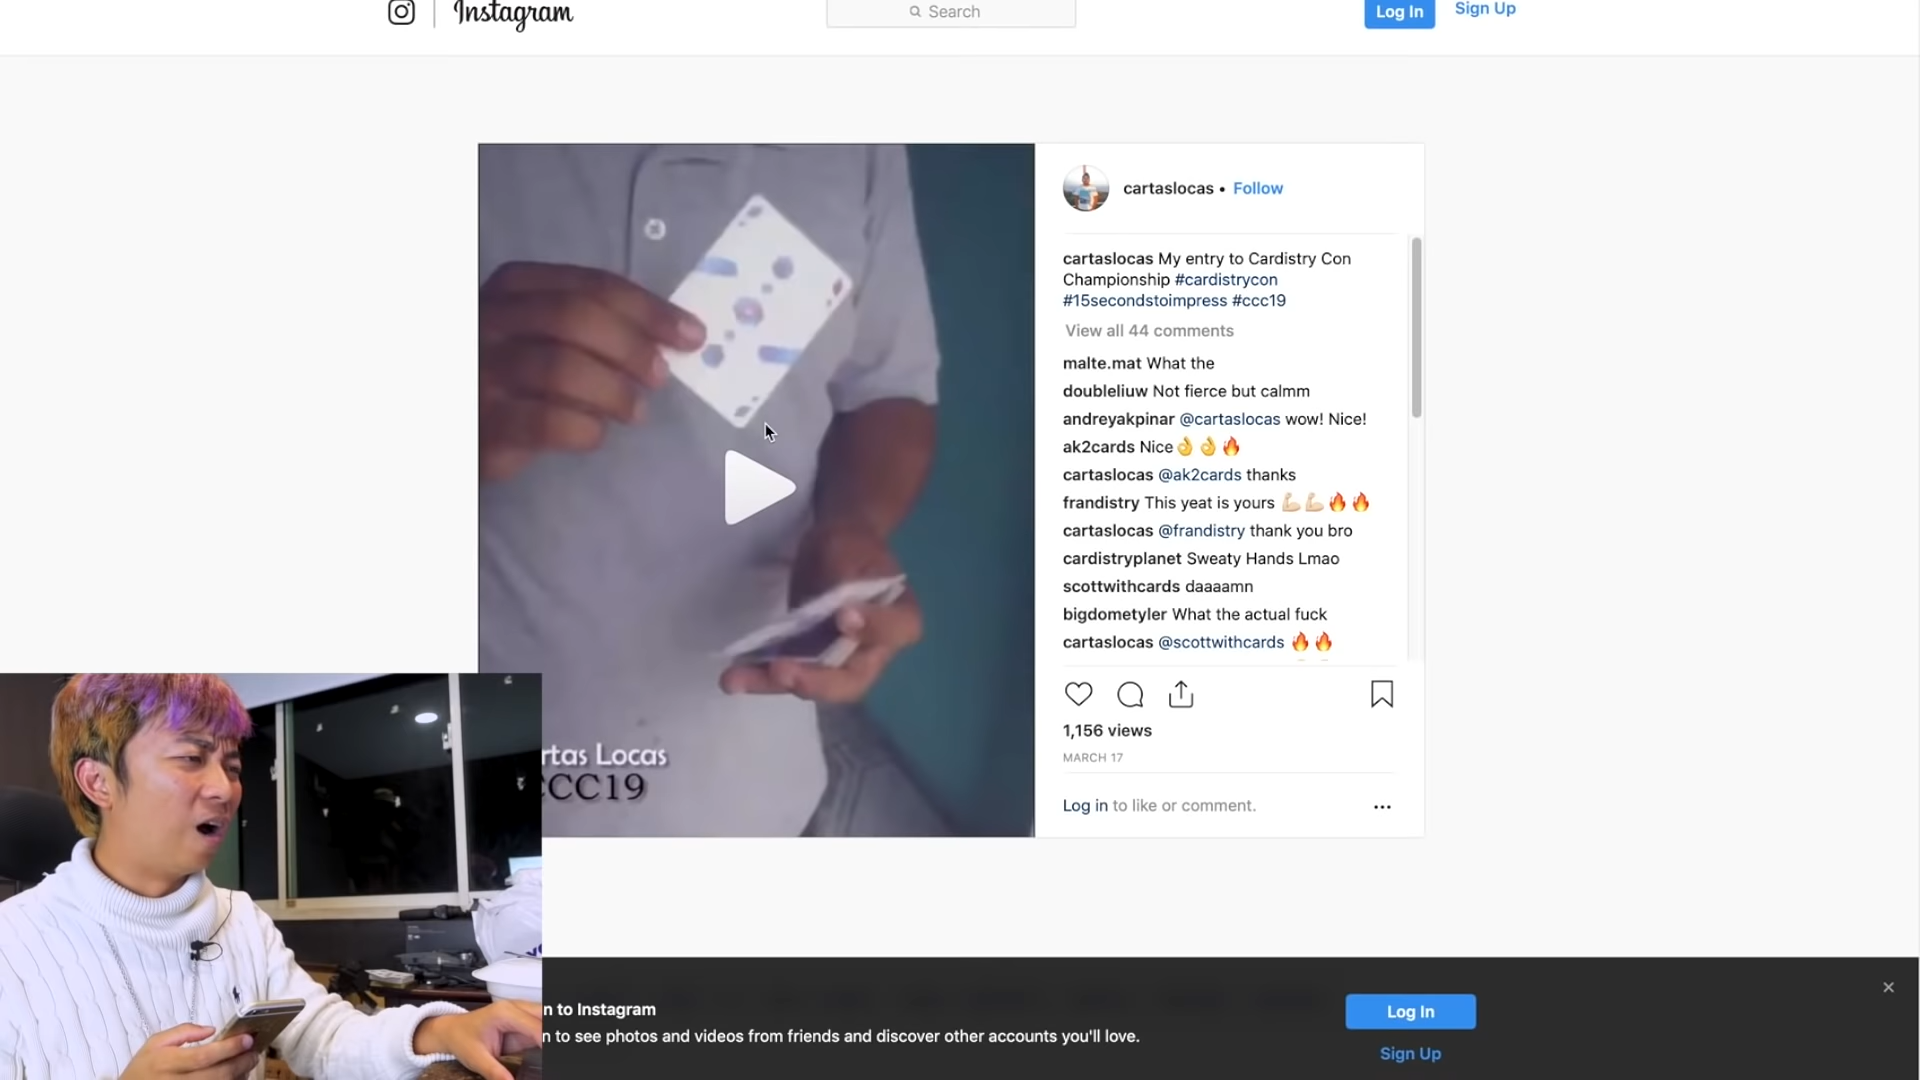 Instagram
Search
Log In
Sign Up
cartaslocas • Follow
cartaslocas My entry to Cardistry Con
Championship #cardistrycon
#15secondstoimpress #ccc19
View all 44 comments
malte.mat What the
doubleliuw Not fierce but calmm
andreyakpinar @cartaslocas wow! Nice!
ak2cards Nice👌👌🔥
cartaslocas @ak2cards thanks
frandistry This yeat is yours 💪🏻💪🏻🔥🔥
cartaslocas @frandistry thank you bro
cardistryplanet Sweaty Hands Lmao
scottwithcards daaaamn
bigdometyler What the actual fuck
cartaslocas @scottwithcards 🔥🔥
1,156 views
MARCH 17
Log in to like or comment.
rtas Locas
CCC19
n to Instagram
n to see photos and videos from friends and discover other accounts you'll love.
Log In
Sign Up